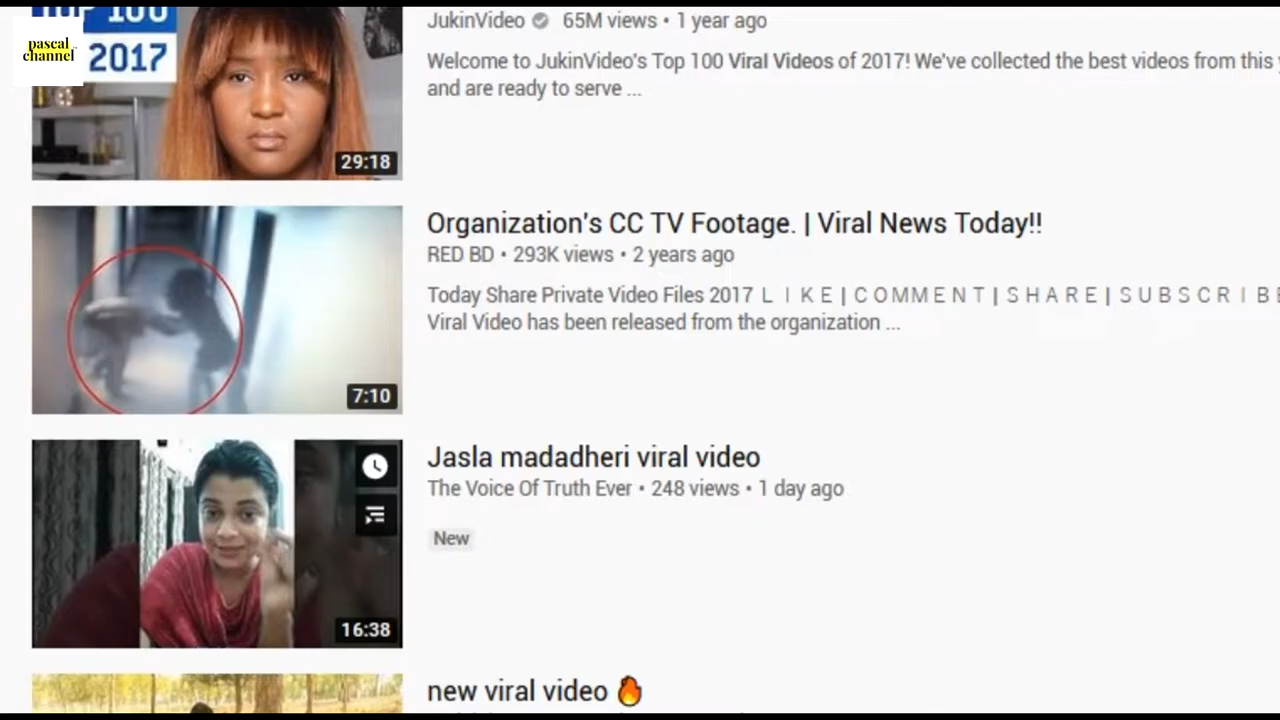 TOP 100
2017
pascal
channel
29:18
JukinVideo 65M views • 1 year ago
Welcome to JukinVideo's Top 100 Viral Videos of 2017! We've collected the best videos from this
and are ready to serve ...
Organization's CC TV Footage. | Viral News Today!!
RED BD • 293K views • 2 years ago
Today Share Private Video Files 2017 L I K E | C O M M E N T | S H A R E | S U B S C R I B E
Viral Video has been released from the organization ...
7:10
Jasla madadheri viral video
The Voice Of Truth Ever • 248 views • 1 day ago
New
16:38
new viral video 🔥